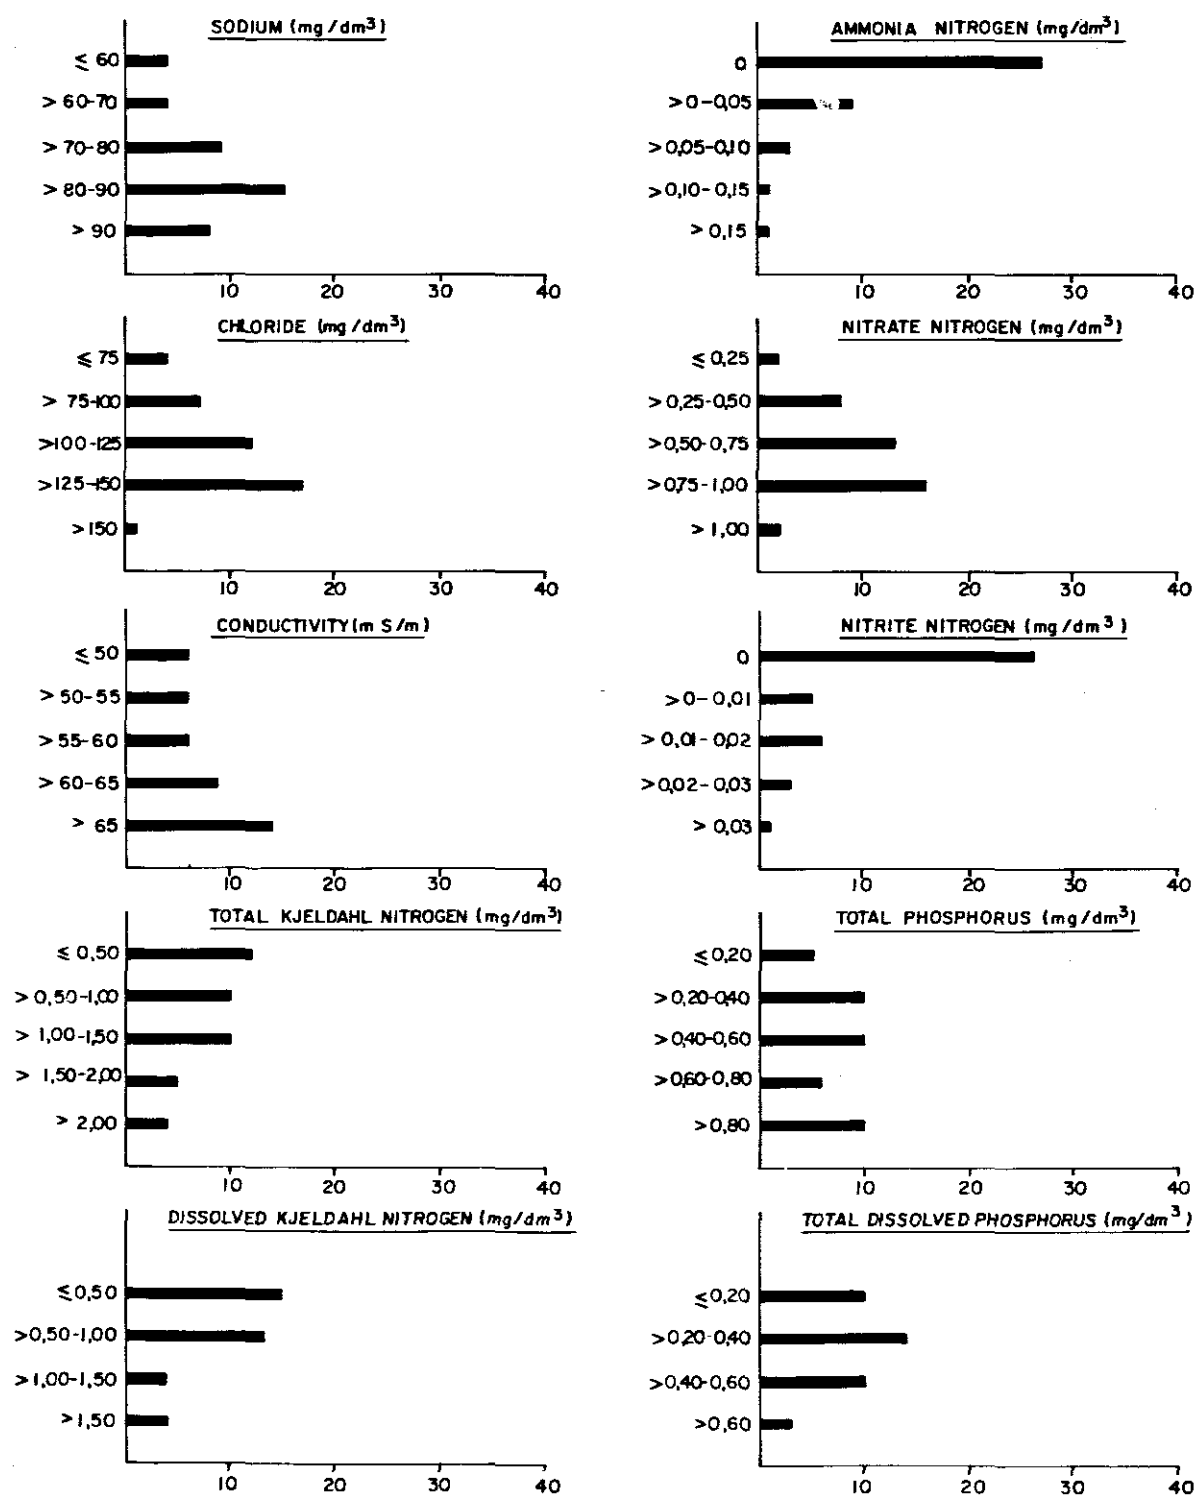 SODIUM (mg/dm³)
≤ 60
> 60-70
> 70-80
> 80-90
> 90
10 20 30 40
CHLORIDE (mg/dm³)
≤ 75
> 75-100
>100-125
>125-150
>150
10 20 30 40
CONDUCTIVITY (m S/m)
≤ 50
> 50-55
> 55-60
> 60-65
> 65
10 20 30 40
TOTAL KJELDAHL NITROGEN (mg/dm³)
≤ 0,50
> 0,50-1,00
> 1,00-1,50
> 1,50-2,00
> 2,00
10 20 30 40
DISSOLVED KJELDAHL NITROGEN (mg/dm³)
≤0,50
>0,50-1,00
>1,00-1,50
>1,50
10 20 30 40
AMMONIA NITROGEN (mg/dm³)
0
>0-0,05
>0,05-0,10
>0,10-0,15
> 0,15
10 20 30 40
NITRATE NITROGEN (mg/dm³)
≤ 0,25
>0,25-0,50
>0,50-0,75
>0,75-1,00
> 1,00
10 20 30 40
NITRITE NITROGEN (mg/dm³)
0
>0-0,01
> 0,01-0,02
>0,02-0,03
> 0,03
10 20 30 40
TOTAL PHOSPHORUS (mg/dm³)
≤0,20
>0,20-0,40
>0,40-0,60
>0,60-0,80
>0,80
10 20 30 40
TOTAL DISSOLVED PHOSPHORUS (mg/dm³)
≤0,20
>0,20-0,40
>0,40-0,60
>0,60
10 20 30 40